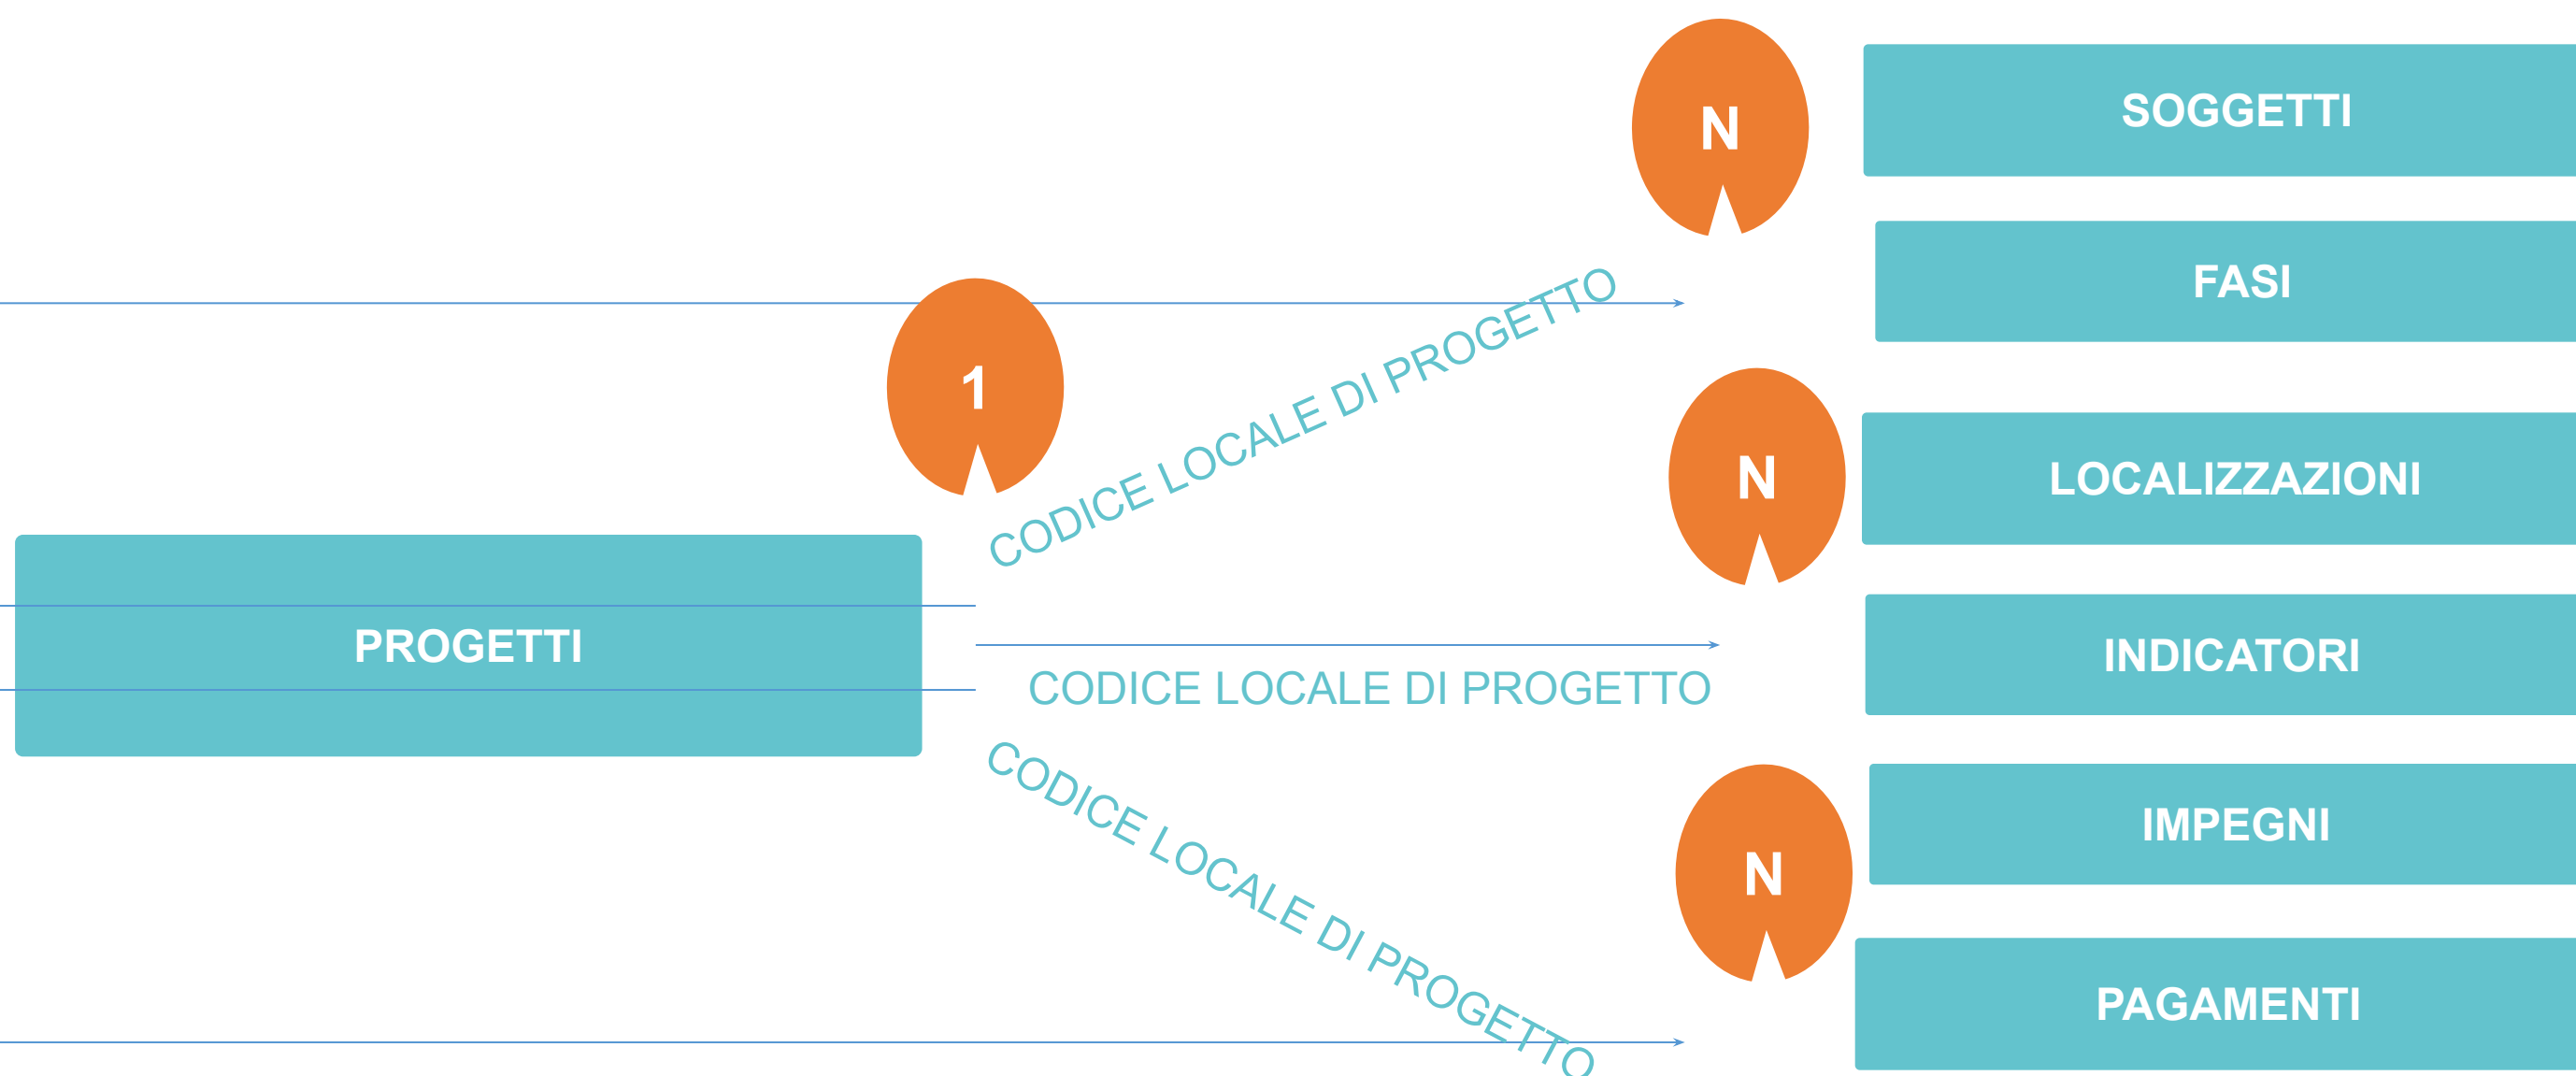 N
SOGGETTI
FASI
1
CODICE LOCALE DI PROGETTO
N
LOCALIZZAZIONI
PROGETTI
CODICE LOCALE DI PROGETTO
INDICATORI
CODICE LOCALE DI PROGETTO
N
IMPEGNI
PAGAMENTI